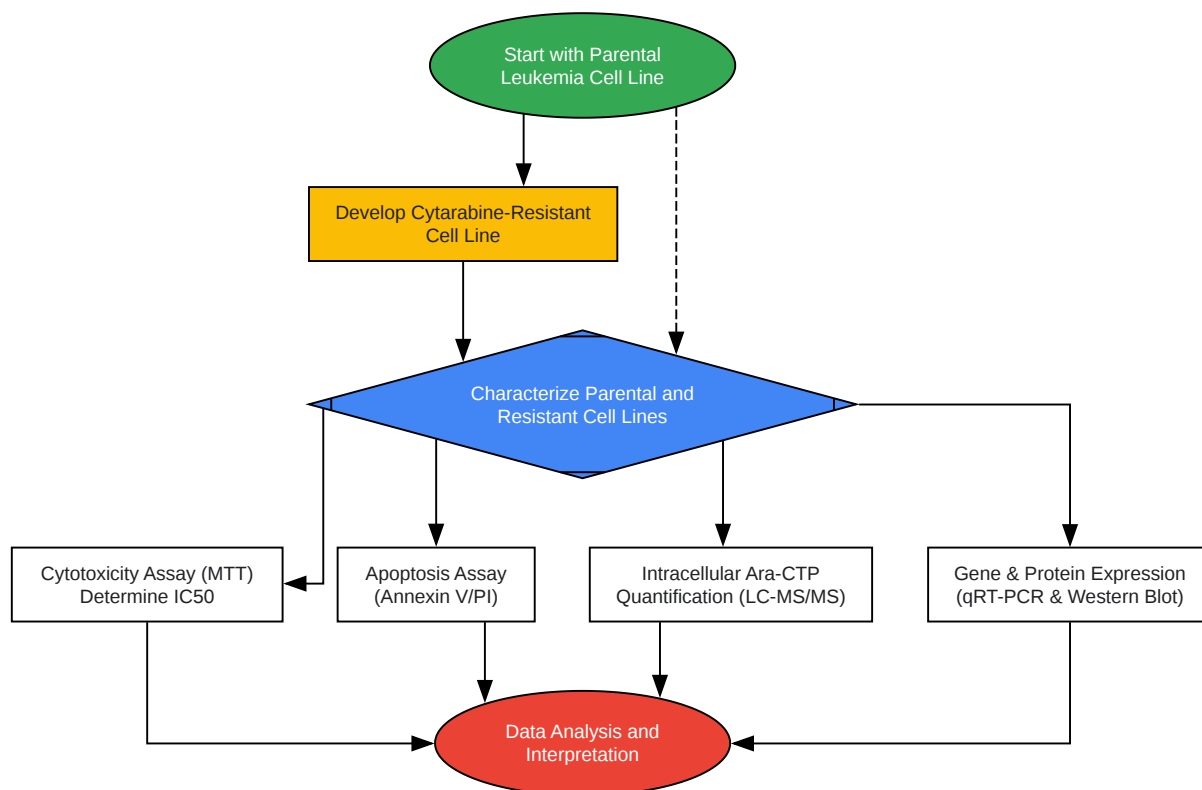 Start with Parental
Leukemia Cell Line
Develop Cytarabine-Resistant
Cell Line
Characterize Parental and
Resistant Cell Lines
Cytotoxicity Assay (MTT)
Determine IC50
Apoptosis Assay
(Annexin V/PI)
Intracellular Ara-CTP
Quantification (LC-MS/MS)
Gene & Protein Expression
(qRT-PCR & Western Blot)
Data Analysis and
Interpretation